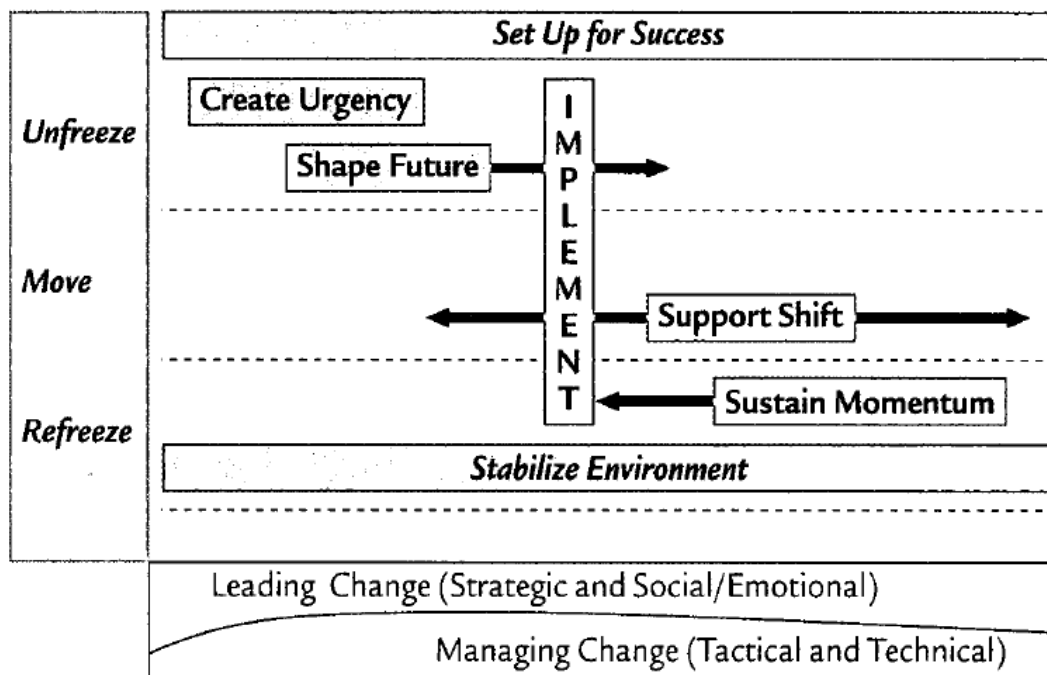 Set Up for Success
Unfreeze
Create Urgency
Shape Future
IMPLEMENT
Move
Support Shift
Sustain Momentum
Refreeze
Stabilize Environment
Leading Change (Strategic and Social/Emotional)
Managing Change (Tactical and Technical)